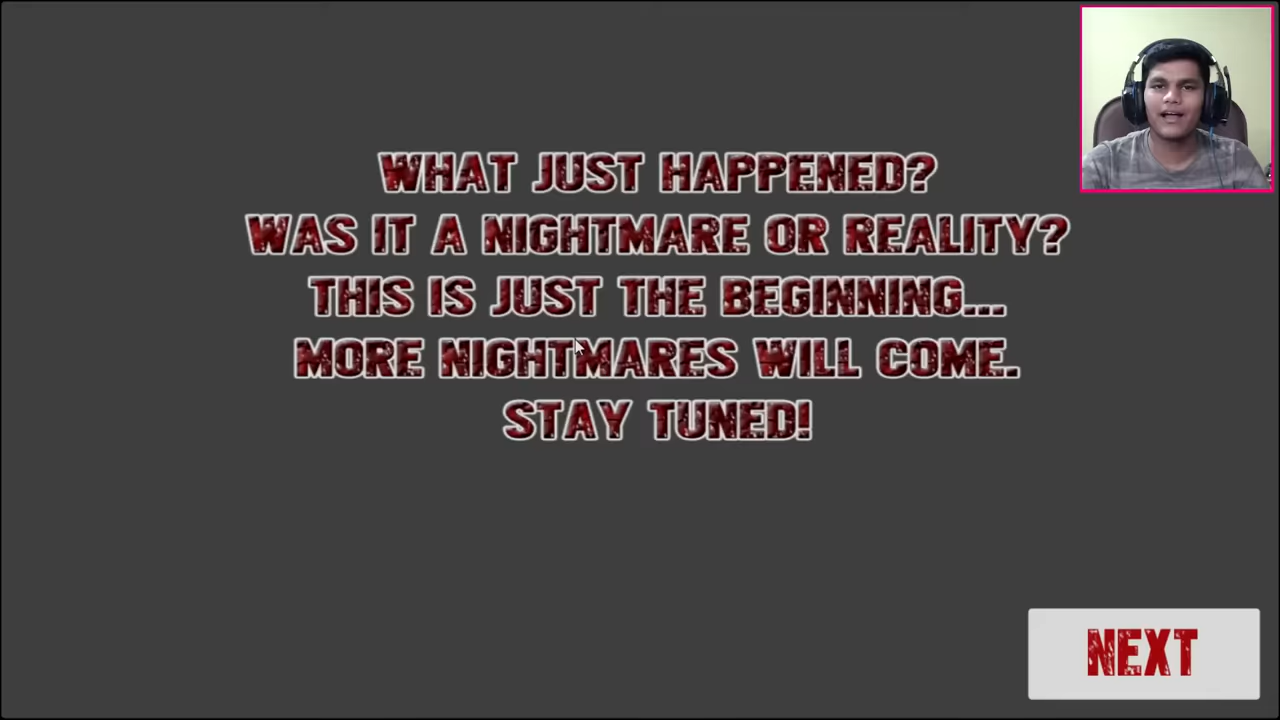 WHAT JUST HAPPENED?
WAS IT A NIGHTMARE OR REALITY?
THIS IS JUST THE BEGINNING...
MORE NIGHTMARES WILL COME.
STAY TUNED!
NEXT